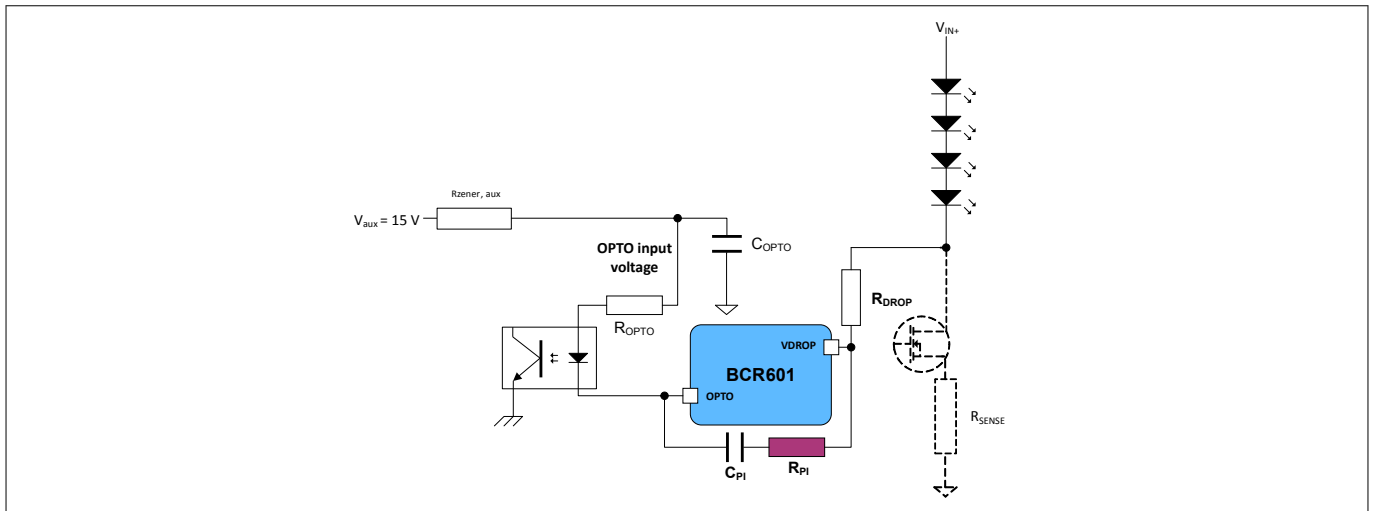 VIN+
Rzener, aux
Vaux = 15 V
COPTO
OPTO input
voltage
RDROP
ROPTO
VDROP
BCR601
OPTO
RSENSE
CPI
RPI